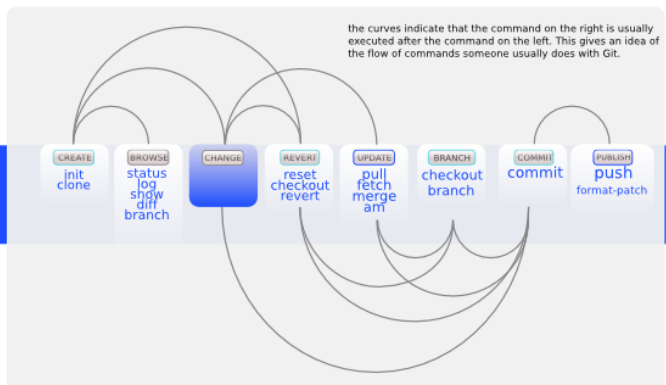 the curves indicate that the command on the right is usually
executed after the command on the left. This gives an idea of
the flow of commands someone usually does with Git.
CREATE
init
clone
BROWSE
status
log
show
diff
branch
CHANGE
REVERT
reset
checkout
revert
UPDATE
pull
fetch
merge
am
BRANCH
checkout
branch
COMMIT
commit
PUBLISH
push
format-patch